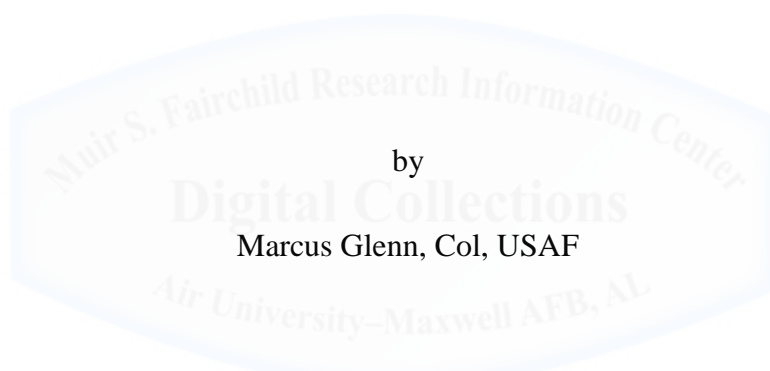 Muir S. Fairchild Research Information Center
by
Digital Collections
Marcus Glenn, Col, USAF
Air University–Maxwell AFB, AL